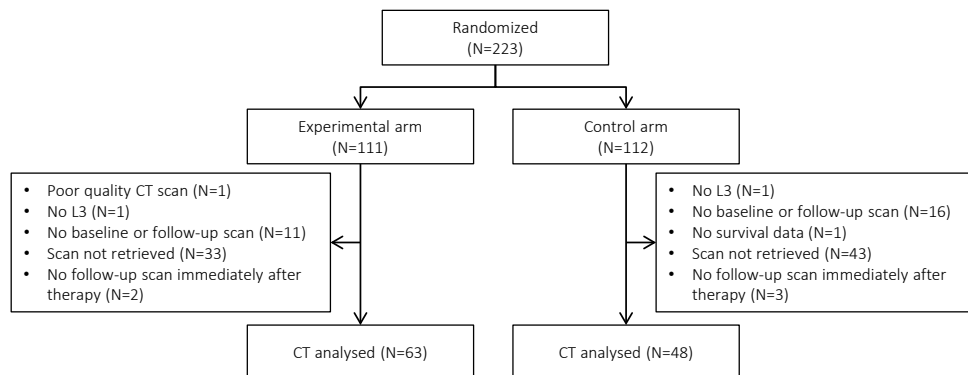 Randomized
(N=223)
Experimental arm
(N=111)
Control arm
(N=112)
• Poor quality CT scan (N=1)
• No L3 (N=1)
• No baseline or follow-up scan (N=11)
• Scan not retrieved (N=33)
• No follow-up scan immediately after
therapy (N=2)
• No L3 (N=1)
• No baseline or follow-up scan (N=16)
• No survival data (N=1)
• Scan not retrieved (N=43)
• No follow-up scan immediately after
therapy (N=3)
CT analysed (N=63)
CT analysed (N=48)